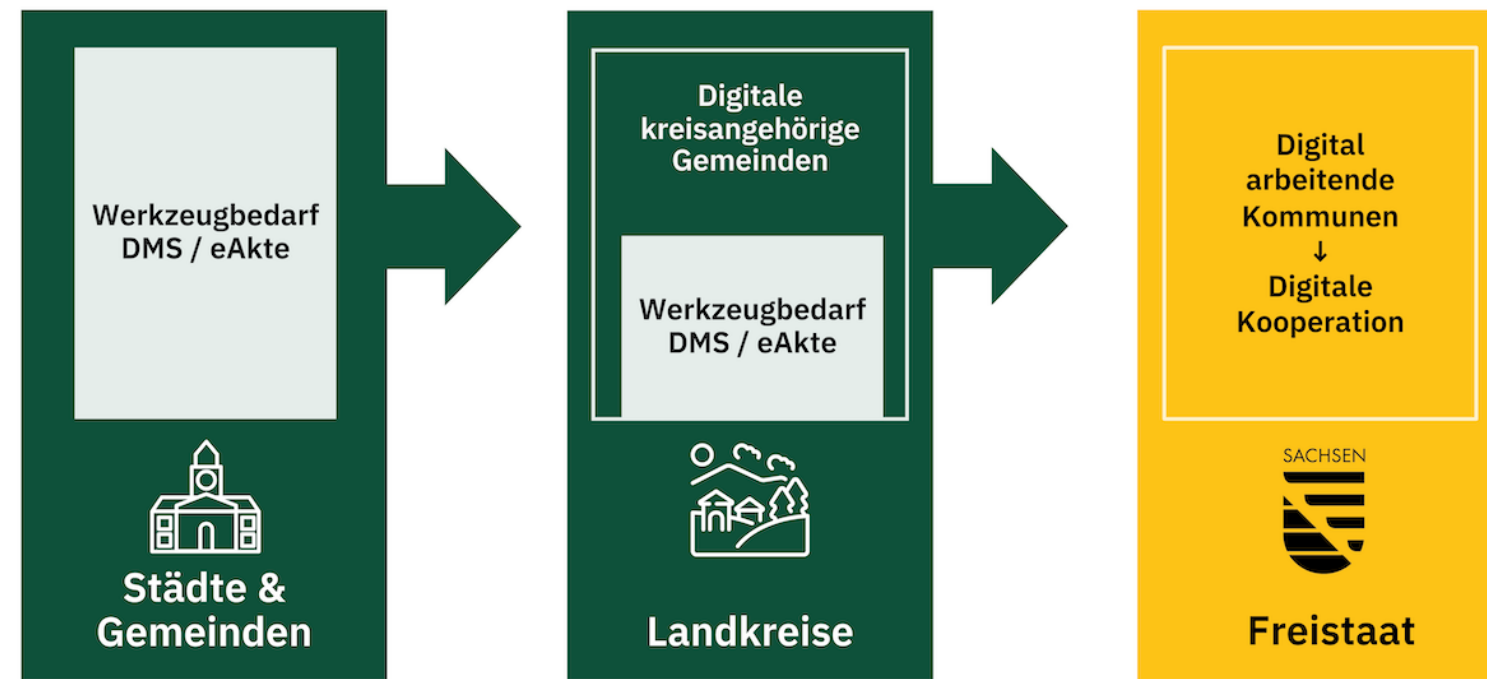 Werkzeugbedarf
DMS / eAkte
Städte &
Gemeinden
Digitale
kreisangehörige
Gemeinden
Werkzeugbedarf
DMS / eAkte
Landkreise
Digital
arbeitende
Kommunen
↓
Digitale
Kooperation
SACHSEN
Freistaat